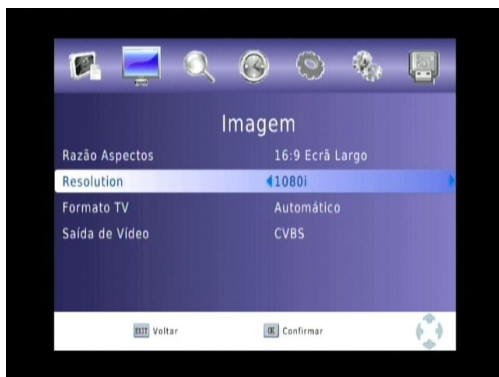 Imagem
Razão Aspectos 16:9 Ecrã Largo
Resolution 1080i
Formato TV Automático
Saída de Vídeo CVBS
EXIT Voltar OK Confirmar